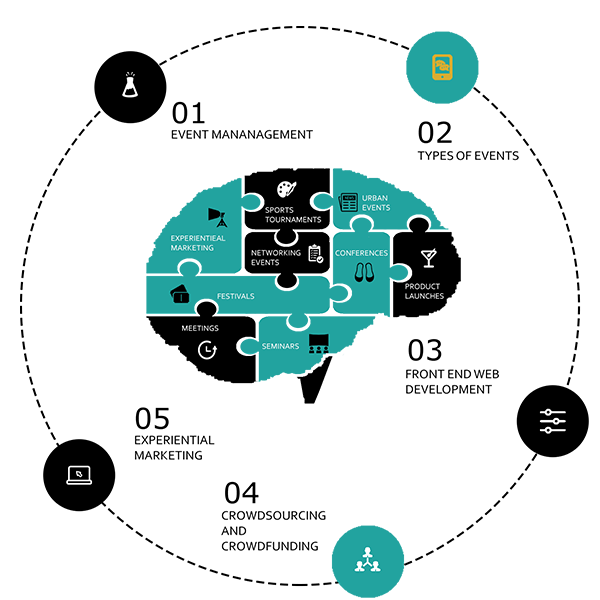 01
EVENT MANANAGEMENT
02
TYPES OF EVENTS
SPORTS
TOURNAMENTS
URBAN
EVENTS
EXPERIENTIEAL
MARKETING
NETWORKING
EVENTS
CONFERENCES
PRODUCT
LAUNCHES
FESTIVALS
MEETINGS
SEMINARS
03
FRONT END WEB
DEVELOPMENT
05
EXPERIENTIAL
MARKETING
04
CROWDSOURCING
AND
CROWDFUNDING